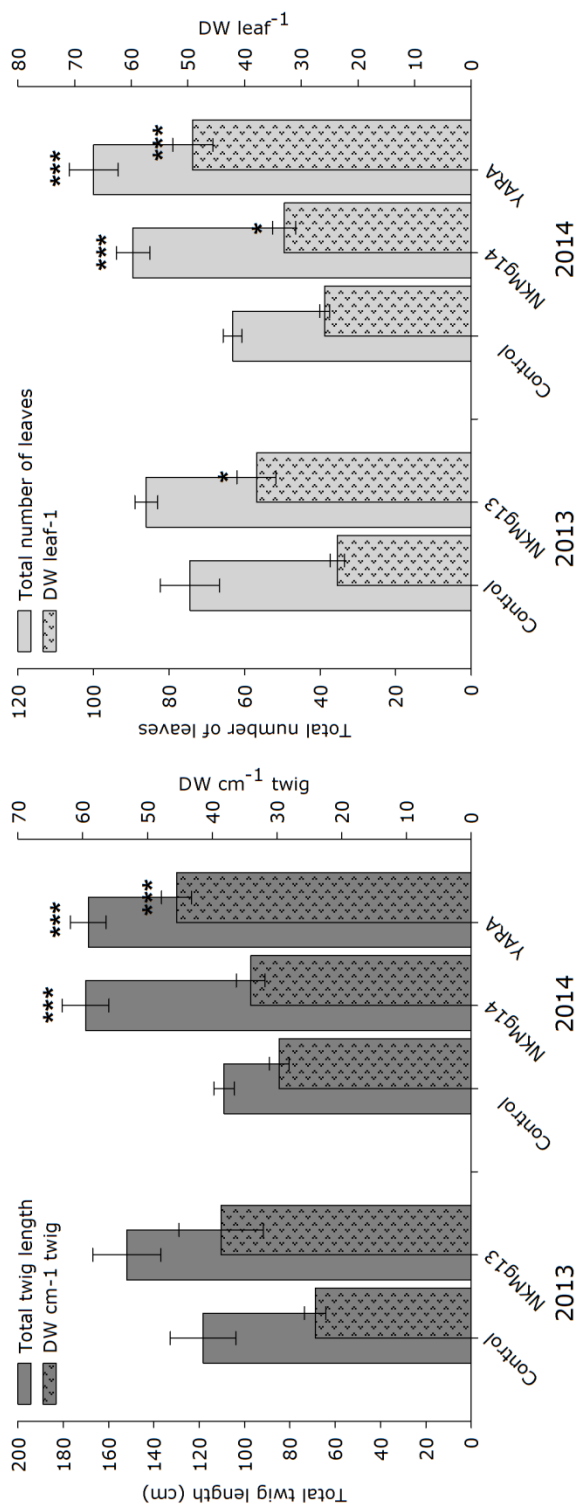 Total twig length
DW cm-1 twig
Total twig length (cm)
200
180
160
140
120
100
80
60
40
20
0
DW cm⁻¹ twig
70
60
50
40
30
20
10
0
***
***
***
Control
NKMg13
Control
NKMg14
YARA
2013
2014
Total number of leaves
DW leaf-1
Total number of leaves
120
100
80
60
40
20
0
DW leaf⁻¹
80
70
60
50
40
30
20
10
0
*
***
*
***
***
Control
NKMg13
Control
NKMg14
YARA
2013
2014